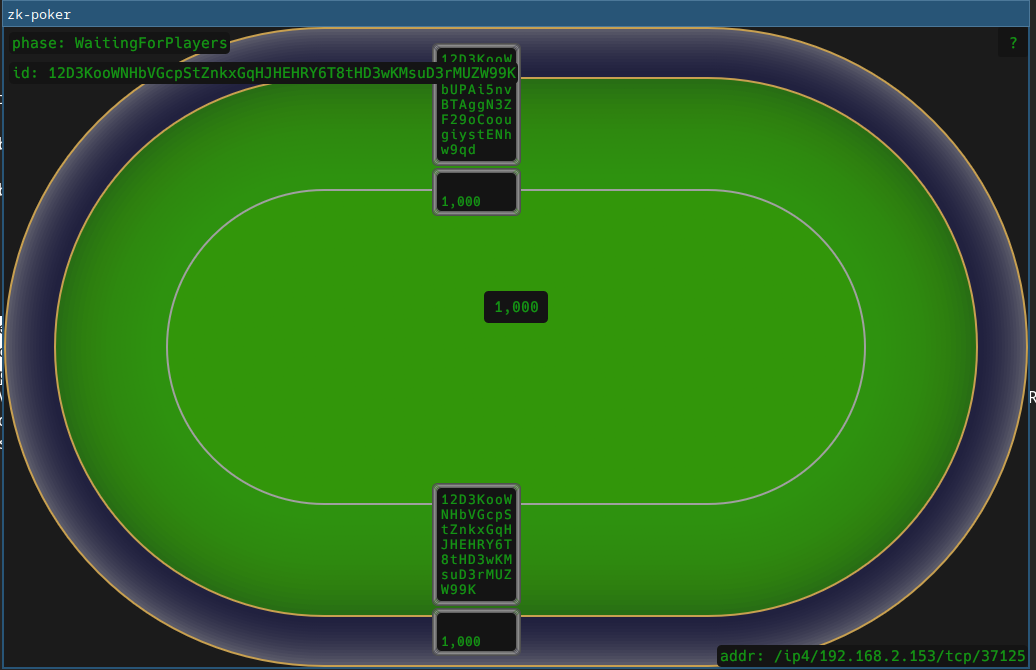 zk-poker
phase: WaitingForPlayers
?
id: 12D3KooWNHbVGcpStZnkxGqHJHEHRY6T8tHD3wKMsuD3rMUZW99K
12D3KooW
bUPAi5nv
BTAggN3Z
F29oCoou
giystENh
w9qd
1,000
1,000
12D3KooW
NHbVGcpS
tZnkxGqH
JHEHRY6T
8tHD3wKM
suD3rMUZ
W99K
1,000
addr: /ip4/192.168.2.153/tcp/37125